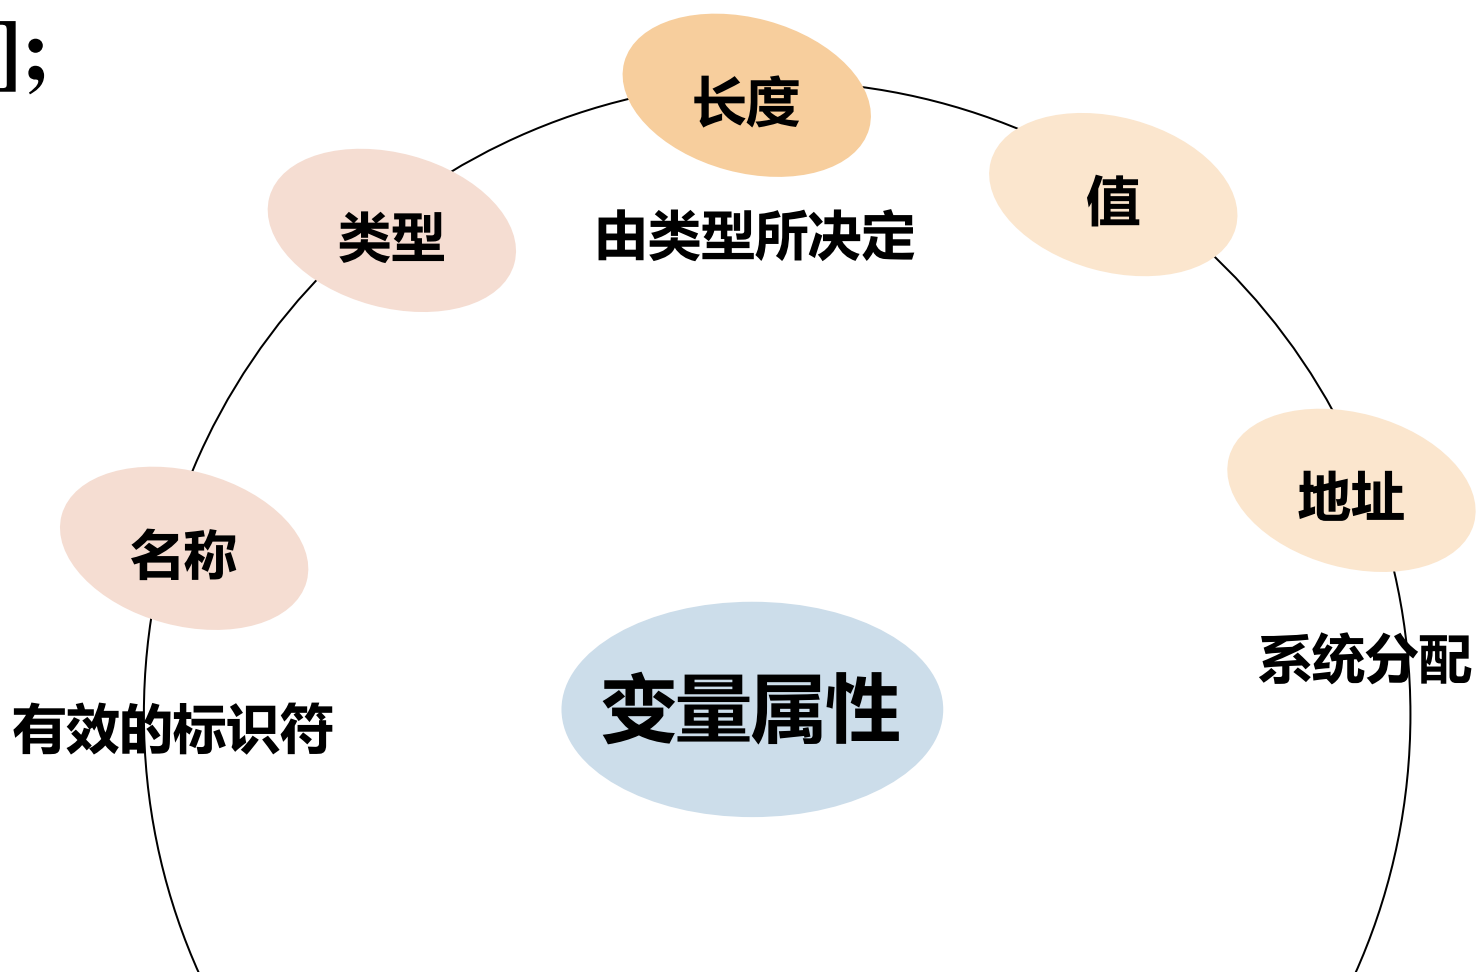 ];
长度
值
类型
由类型所决定
地址
名称
系统分配
变量属性
有效的标识符